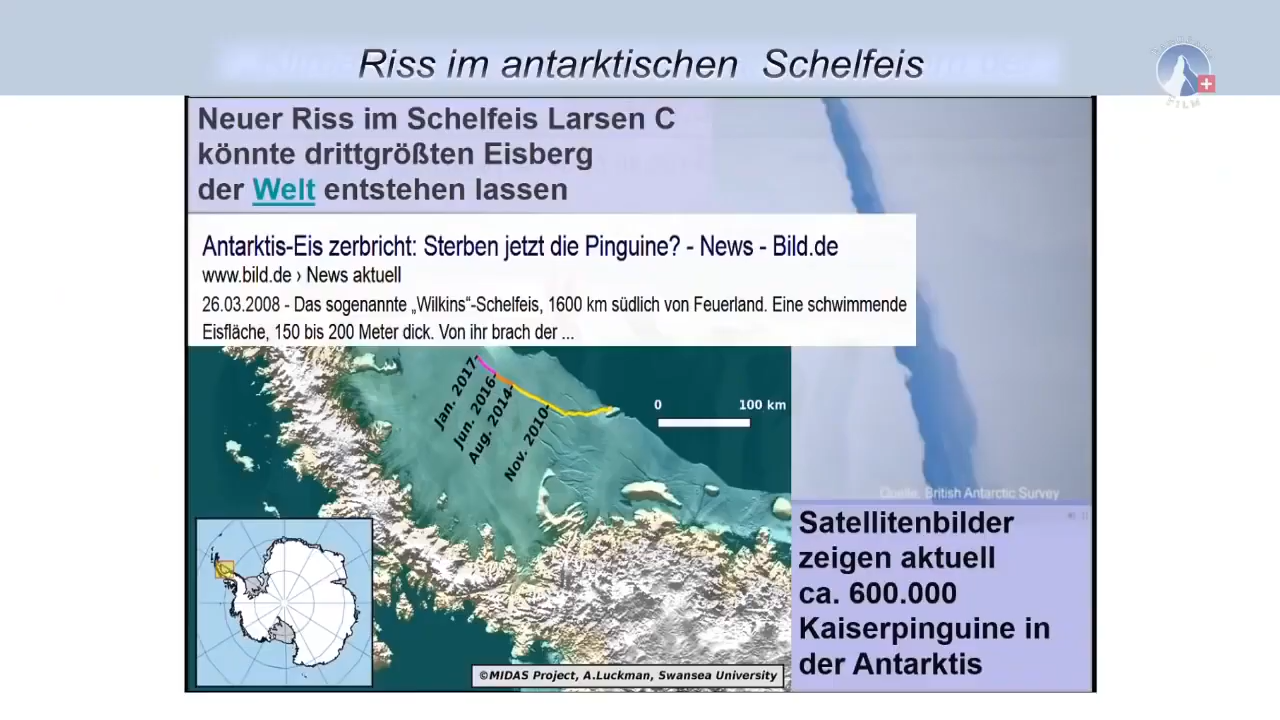 Riss im antarktischen Schelfeis
FILM
Neuer Riss im Schelfeis Larsen C
könnte drittgrößten Eisberg
der Welt entstehen lassen
Antarktis-Eis zerbricht: Sterben jetzt die Pinguine? - News - Bild.de
www.bild.de › News aktuell
26.03.2008 - Das sogenannte „Wilkins“-Schelfeis, 1600 km südlich von Feuerland. Eine schwimmende
Eisfläche, 150 bis 200 Meter dick. Von ihr brach der ...
Jan. 2017-
Jun. 2016-
Aug. 2014-
Nov. 2010-
0 100 km
Quelle, British Antarctic Survey
Satellitenbilder
zeigen aktuell
ca. 600.000
Kaiserpinguine in
der Antarktis
©MIDAS Project, A.Luckman, Swansea University